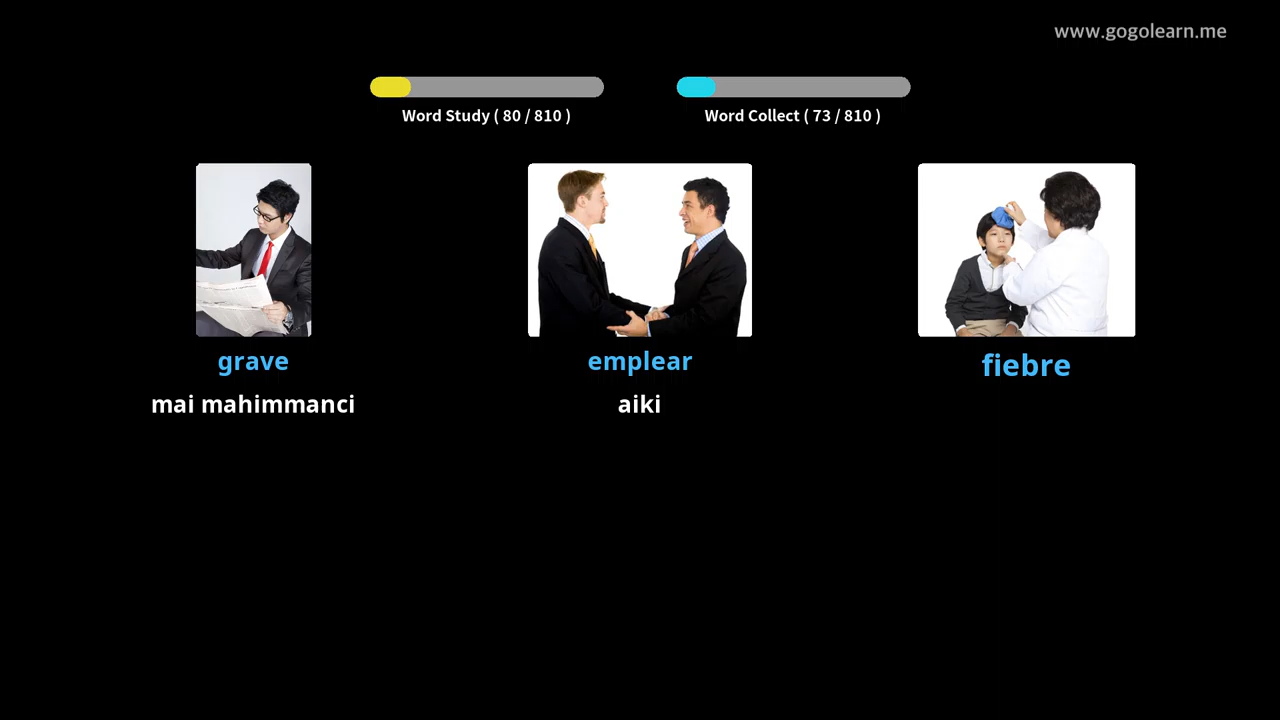 www.gogolearn.me
Word Study ( 80 / 810 )
Word Collect ( 73 / 810 )
grave
emplear
fiebre
mai mahimmanci
aiki